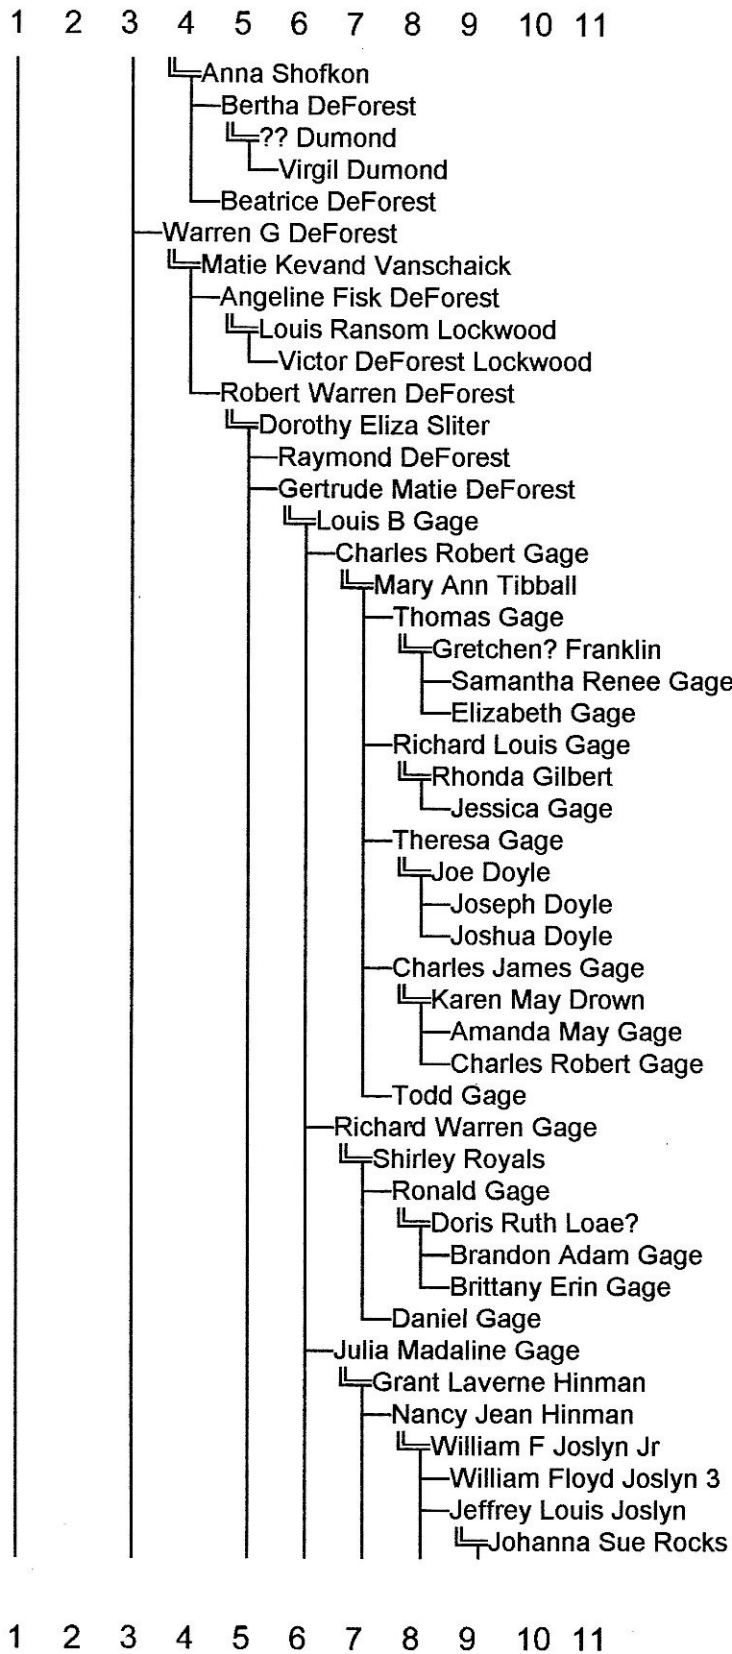 1 2 3 4 5 6 7 8 9 10 11
Anna Shofkon
Bertha DeForest
?? Dumond
Virgil Dumond
Beatrice DeForest
Warren G DeForest
Matie Kevand Vanschaick
Angeline Fisk DeForest
Louis Ransom Lockwood
Victor DeForest Lockwood
Robert Warren DeForest
Dorothy Eliza Sliter
Raymond DeForest
Gertrude Matie DeForest
Louis B Gage
Charles Robert Gage
Mary Ann Tibball
Thomas Gage
Gretchen? Franklin
Samantha Renee Gage
Elizabeth Gage
Richard Louis Gage
Rhonda Gilbert
Jessica Gage
Theresa Gage
Joe Doyle
Joseph Doyle
Joshua Doyle
Charles James Gage
Karen May Drown
Amanda May Gage
Charles Robert Gage
Todd Gage
Richard Warren Gage
Shirley Royals
Ronald Gage
Doris Ruth Loae?
Brandon Adam Gage
Brittany Erin Gage
Daniel Gage
Julia Madaline Gage
Grant Laverne Hinman
Nancy Jean Hinman
William F Joslyn Jr
William Floyd Joslyn 3
Jeffrey Louis Joslyn
Johanna Sue Rocks
1 2 3 4 5 6 7 8 9 10 11